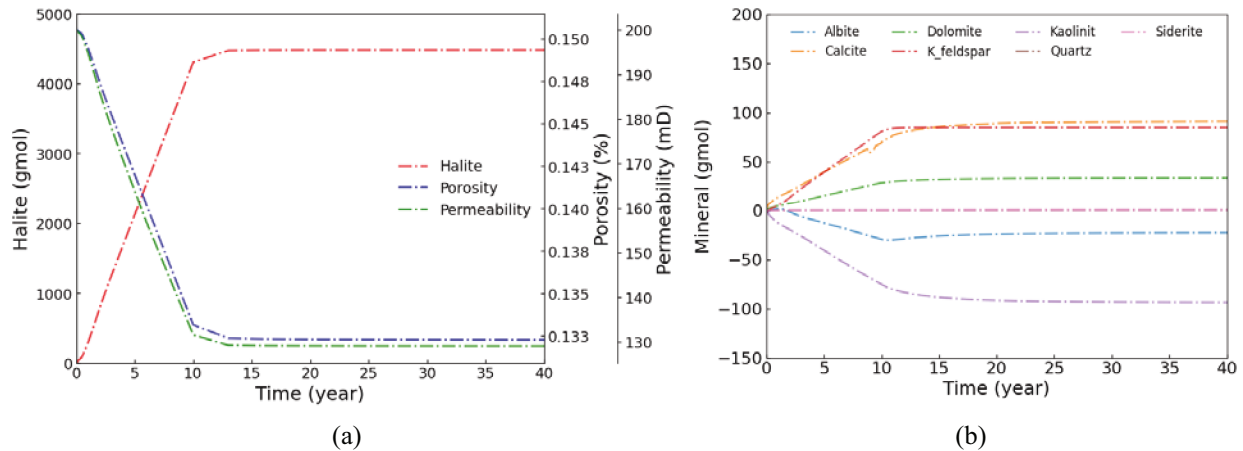 5000
4000
3000
2000
1000
0
Halite (gmol)
0 5 10 15 20 25 30 35 40
Time (year)
0.150
0.148
0.145
0.143
0.140
0.138
0.135
0.133
Porosity (%)
200
190
180
170
160
150
140
130
Permeability (mD)
Halite
Porosity
Permeability
(a)
200
150
100
50
0
−50
−100
−150
Mineral (gmol)
Albite Dolomite Kaolinit Siderite
Calcite K_feldspar Quartz
0 5 10 15 20 25 30 35 40
Time (year)
(b)